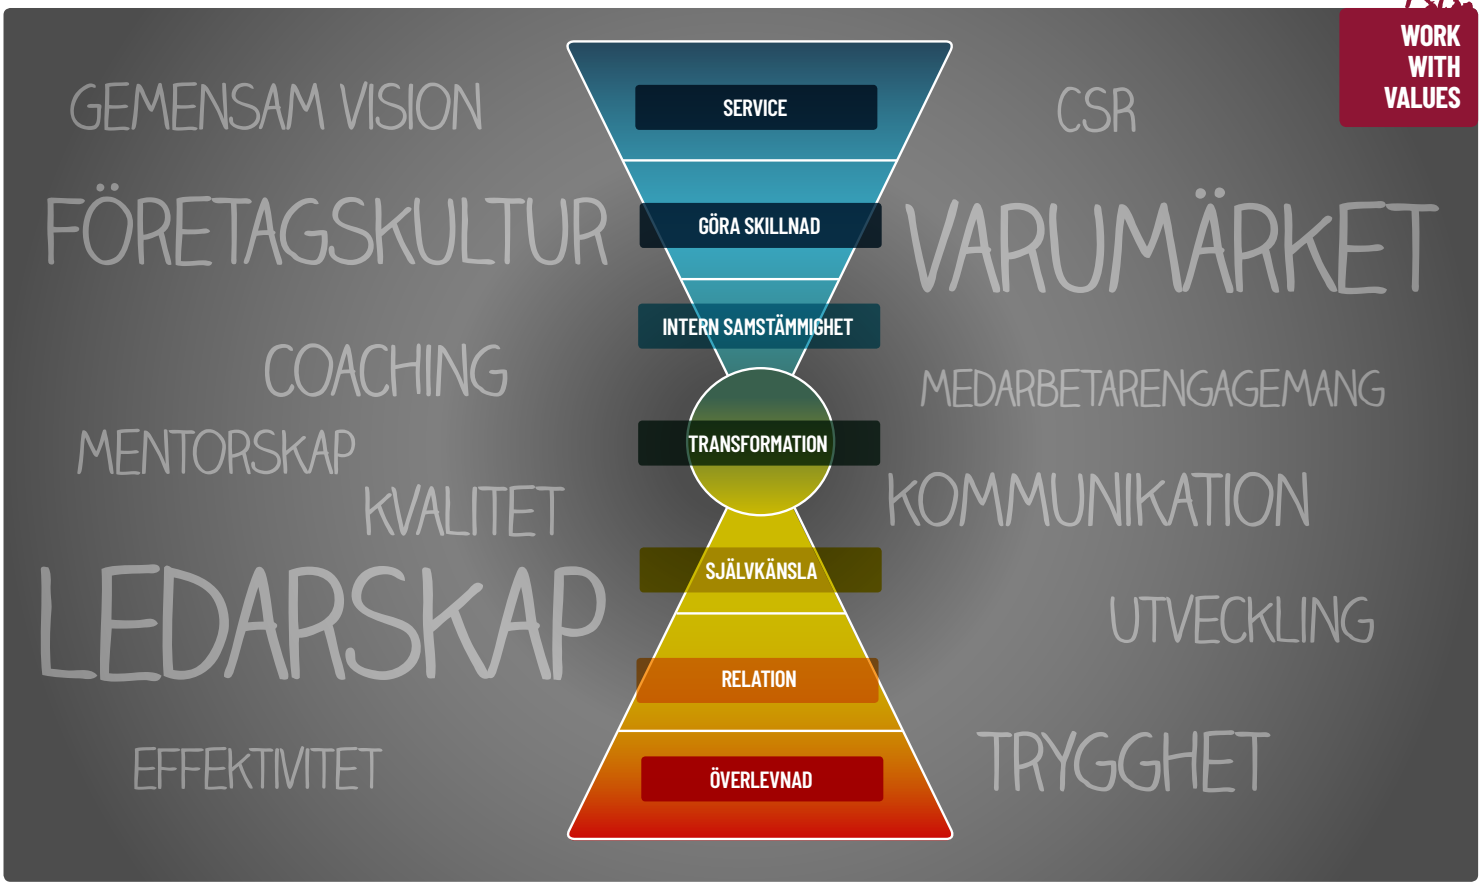 WORK
WITH
VALUES
GEMENSAM VISION
FÖRETAGSKULTUR
COACHING
MENTORSKAP
KVALITET
LEDARSKAP
EFFEKTIVITET
SERVICE
GÖRA SKILLNAD
INTERN SAMSTÄMMIGHET
TRANSFORMATION
SJÄLVKÄNSLA
RELATION
ÖVERLEVNAD
CSR
VARUMÄRKET
MEDARBETARENGAGEMANG
KOMMUNIKATION
UTVECKLING
TRYGGHET